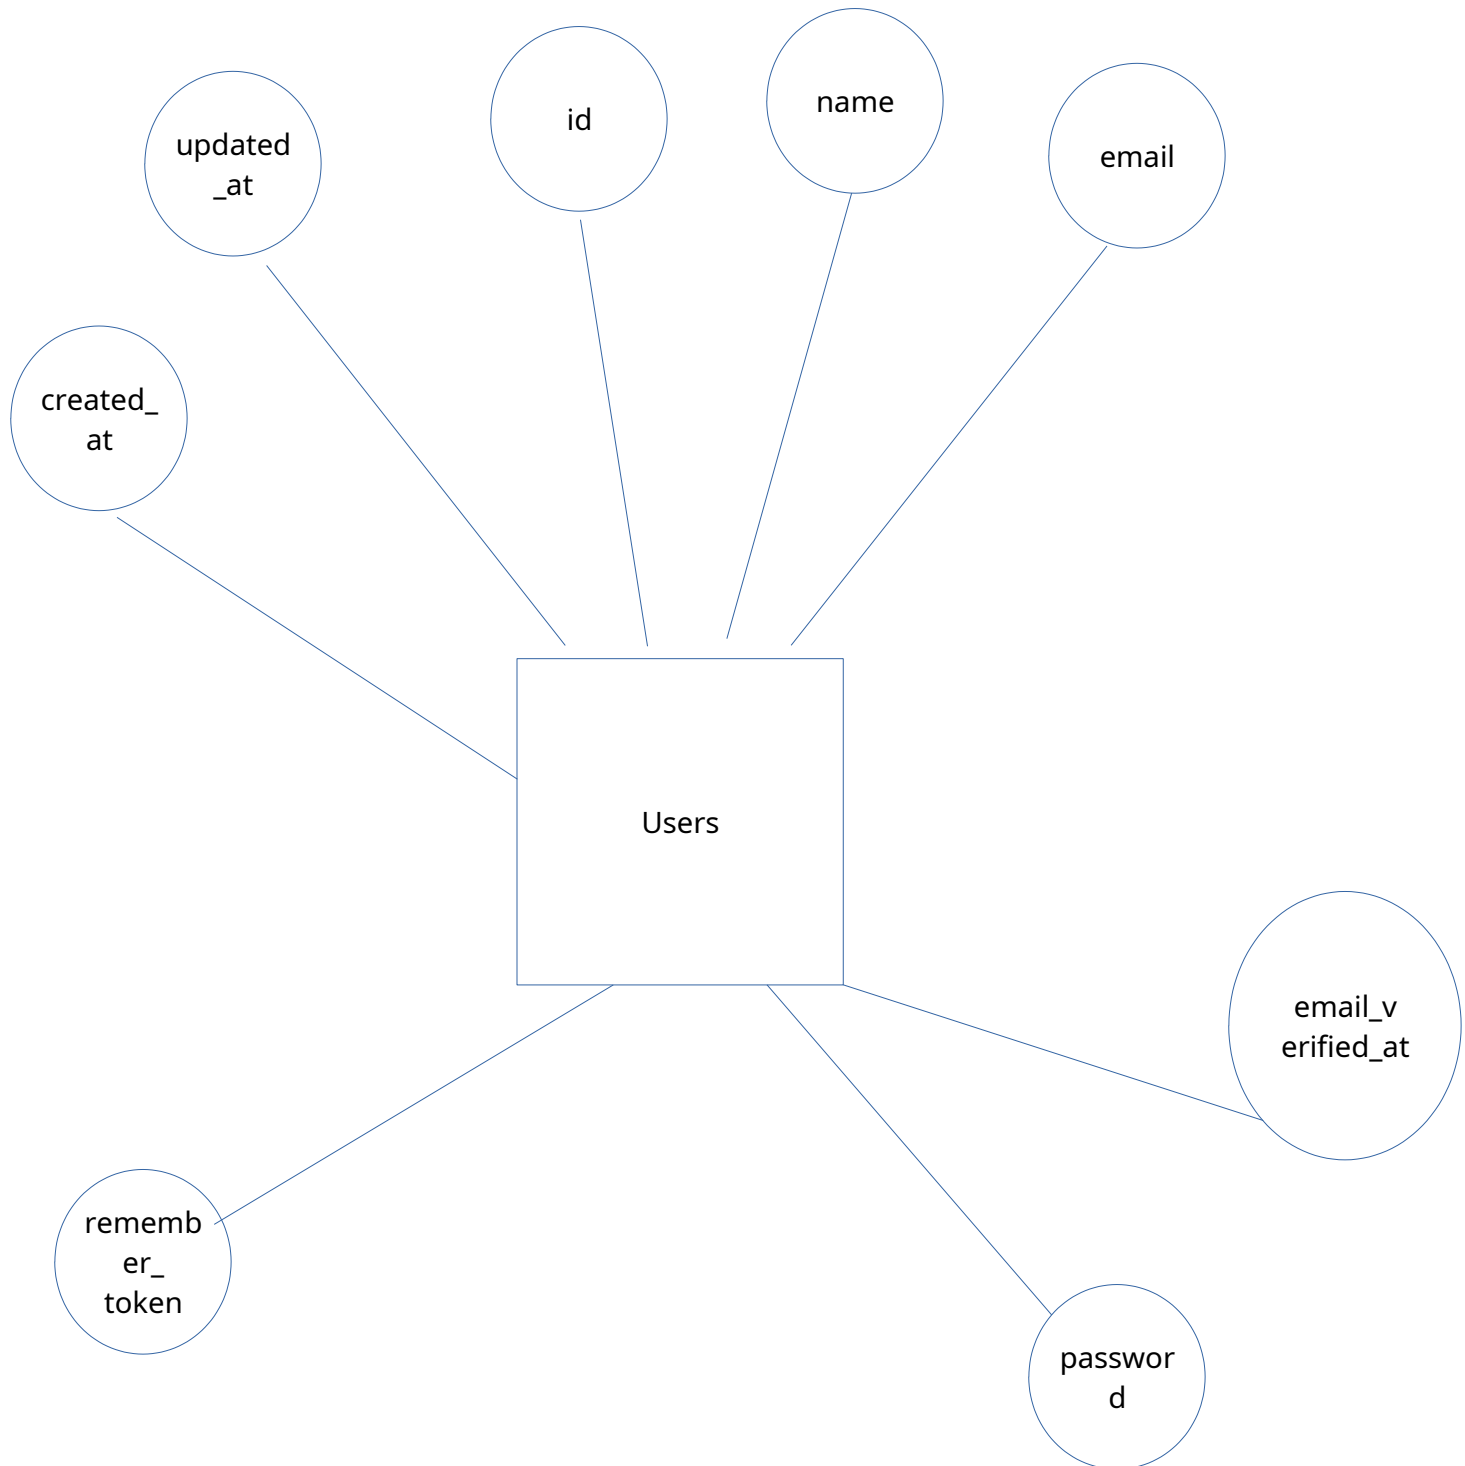 name
id
email
updated
_at
created_
at
Users
email_v
erified_at
rememb
er_
token
passwor
d